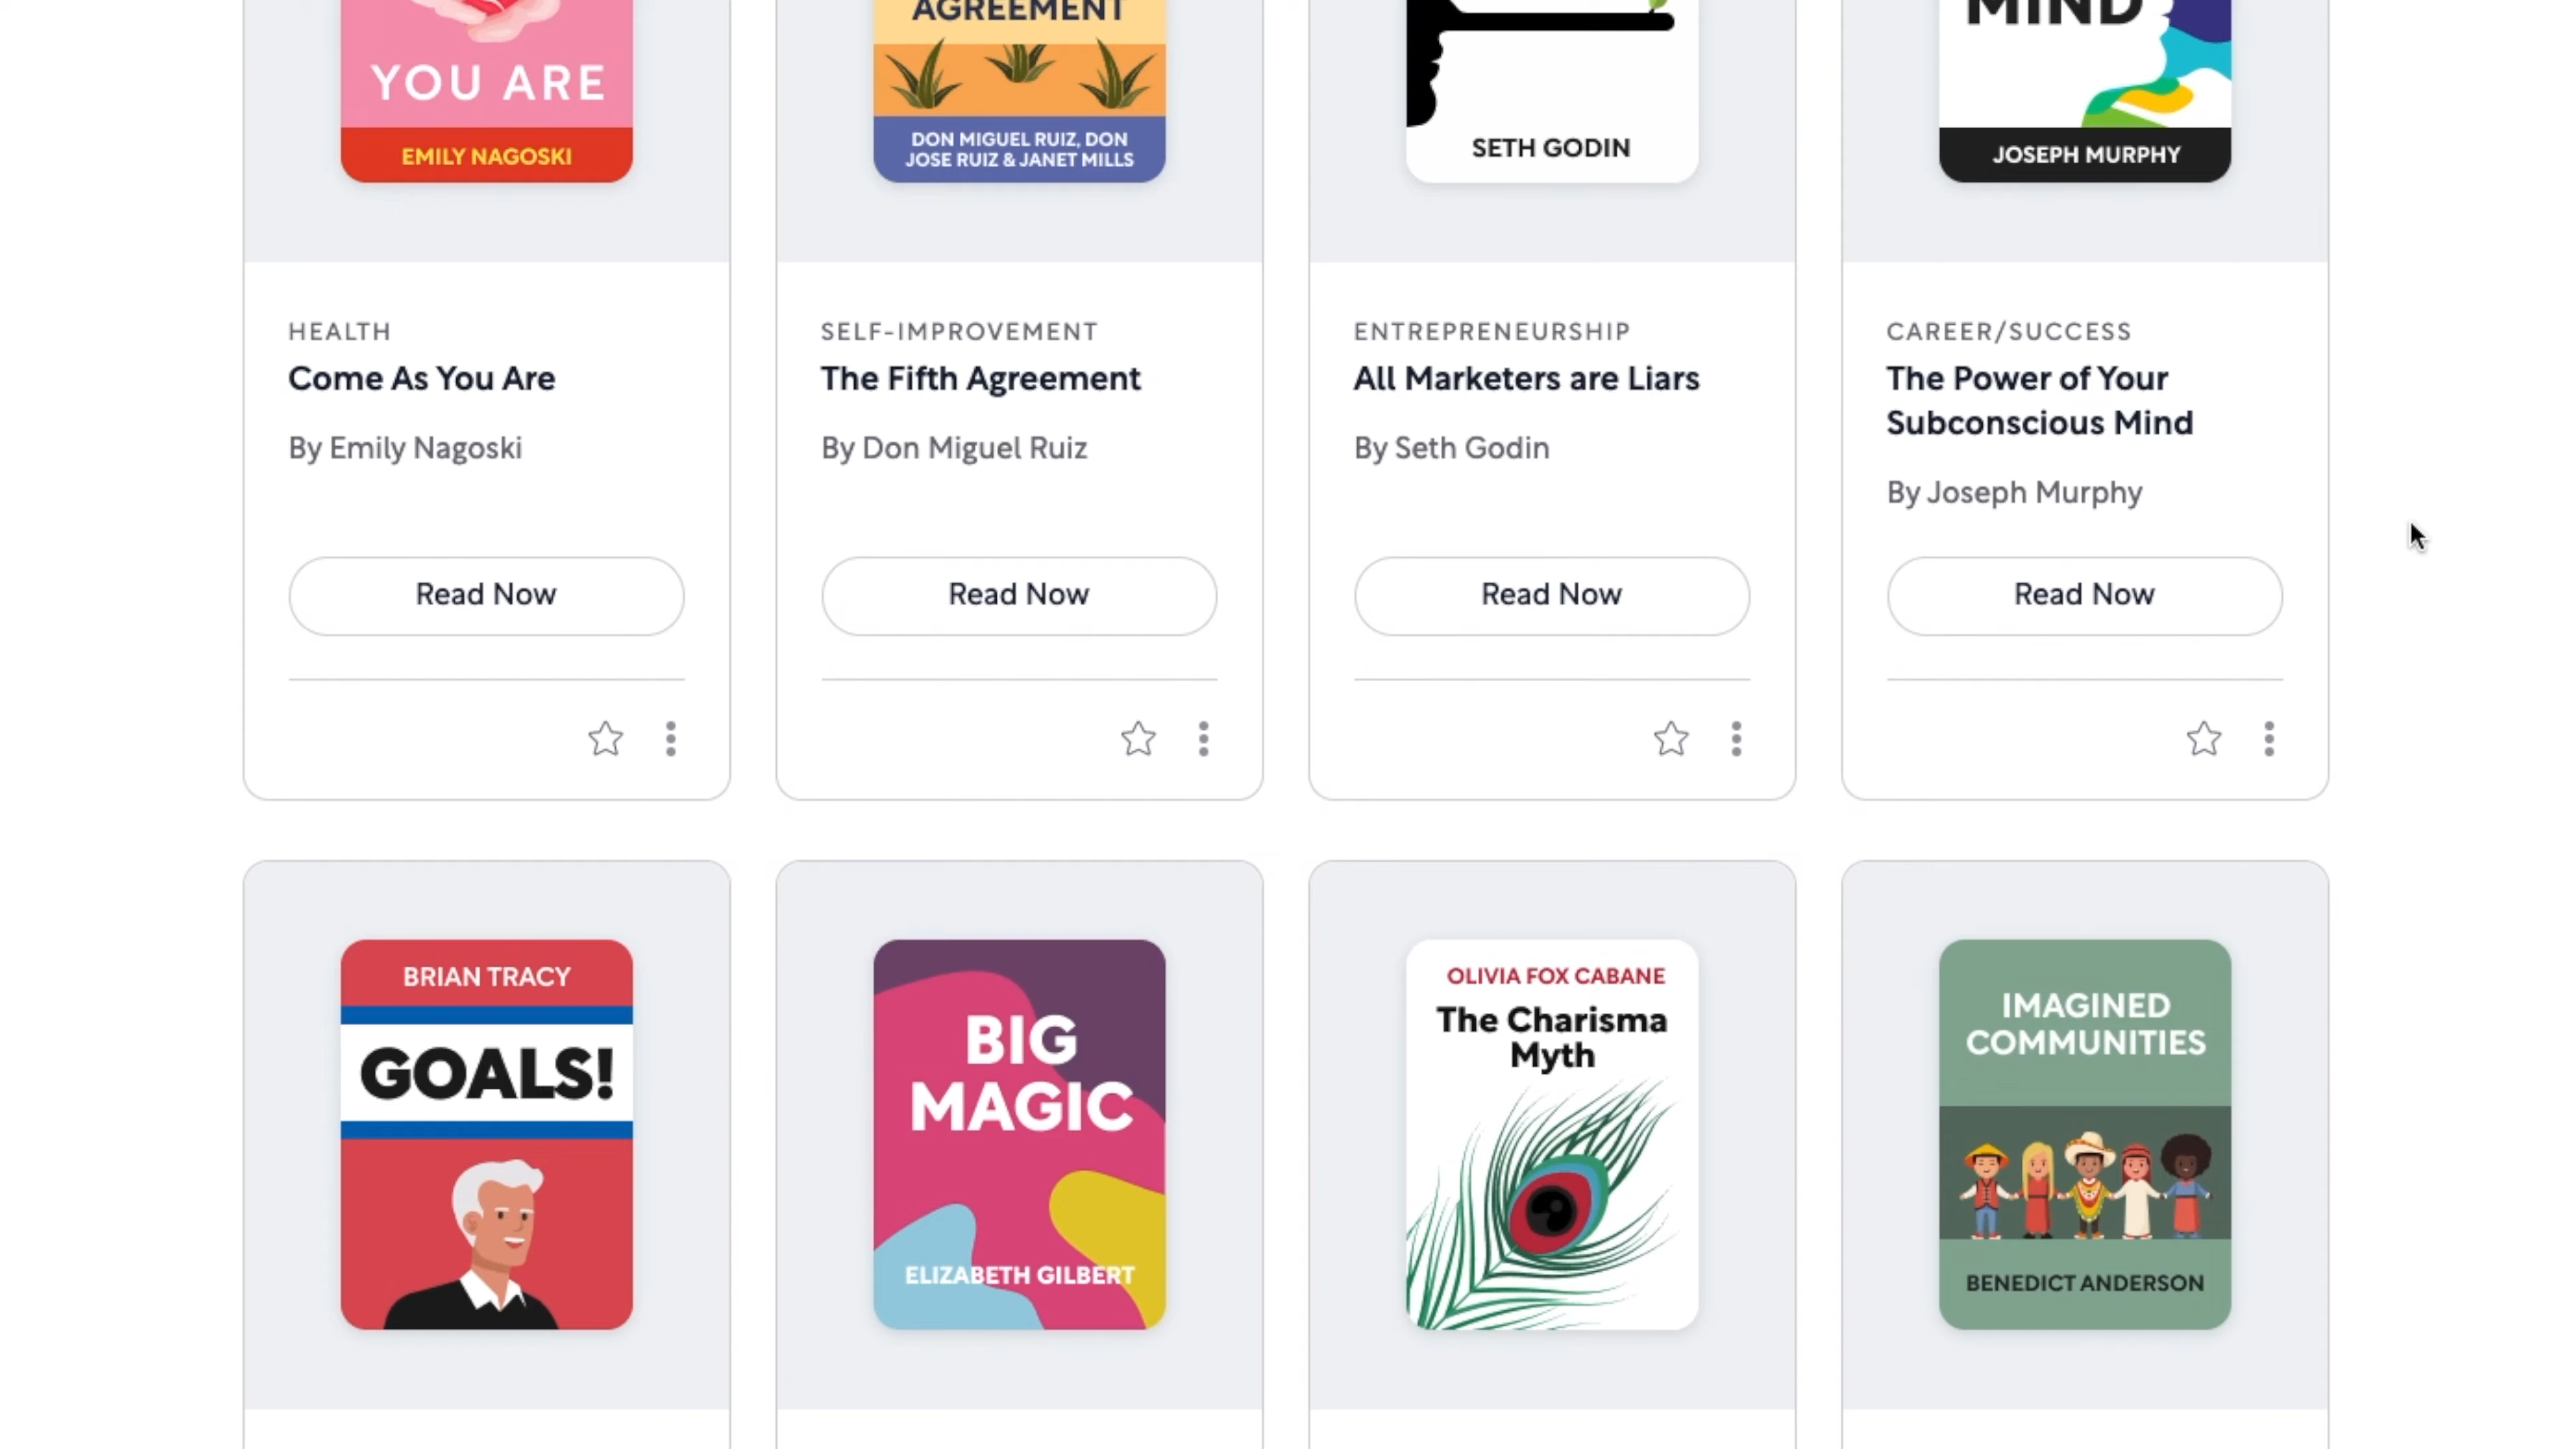 AGREEMENT
MIND
YOU ARE
EMILY NAGOSKI
DON MIGUEL RUIZ, DON
JOSE RUIZ & JANET MILLS
SETH GODIN
JOSEPH MURPHY
HEALTH
Come As You Are
By Emily Nagoski
Read Now
SELF-IMPROVEMENT
The Fifth Agreement
By Don Miguel Ruiz
Read Now
ENTREPRENEURSHIP
All Marketers are Liars
By Seth Godin
Read Now
CAREER/SUCCESS
The Power of Your
Subconscious Mind
By Joseph Murphy
Read Now
BRIAN TRACY
GOALS!
BIG
MAGIC
ELIZABETH GILBERT
OLIVIA FOX CABANE
The Charisma
Myth
IMAGINED
COMMUNITIES
BENEDICT ANDERSON